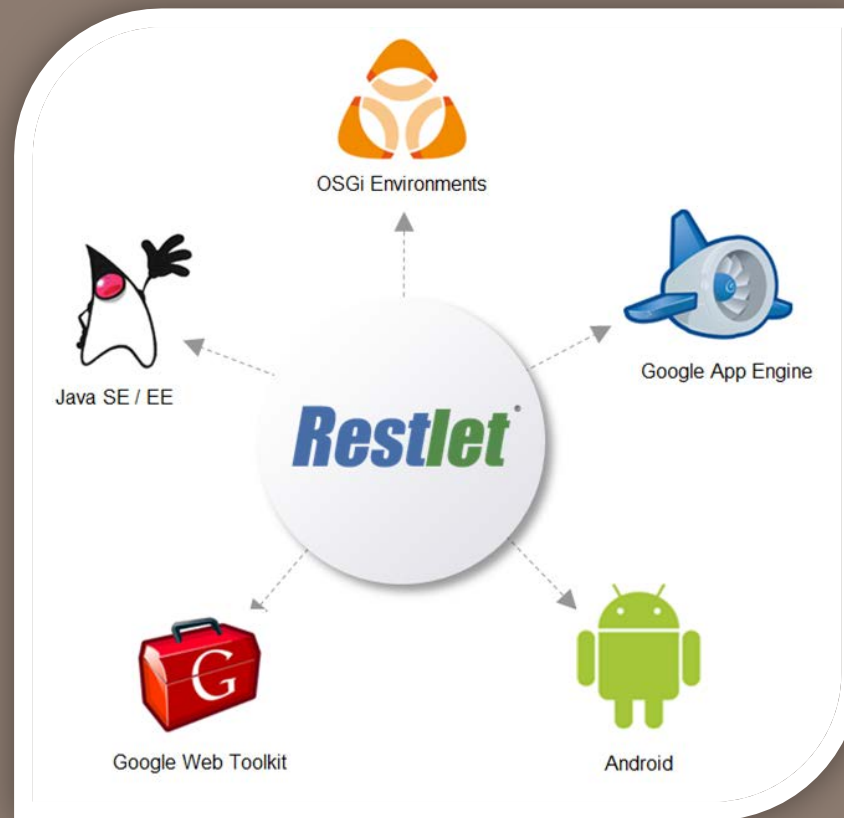 OSGi Environments
Java SE / EE
Google App Engine
Restlet®
G
Google Web Toolkit
Android